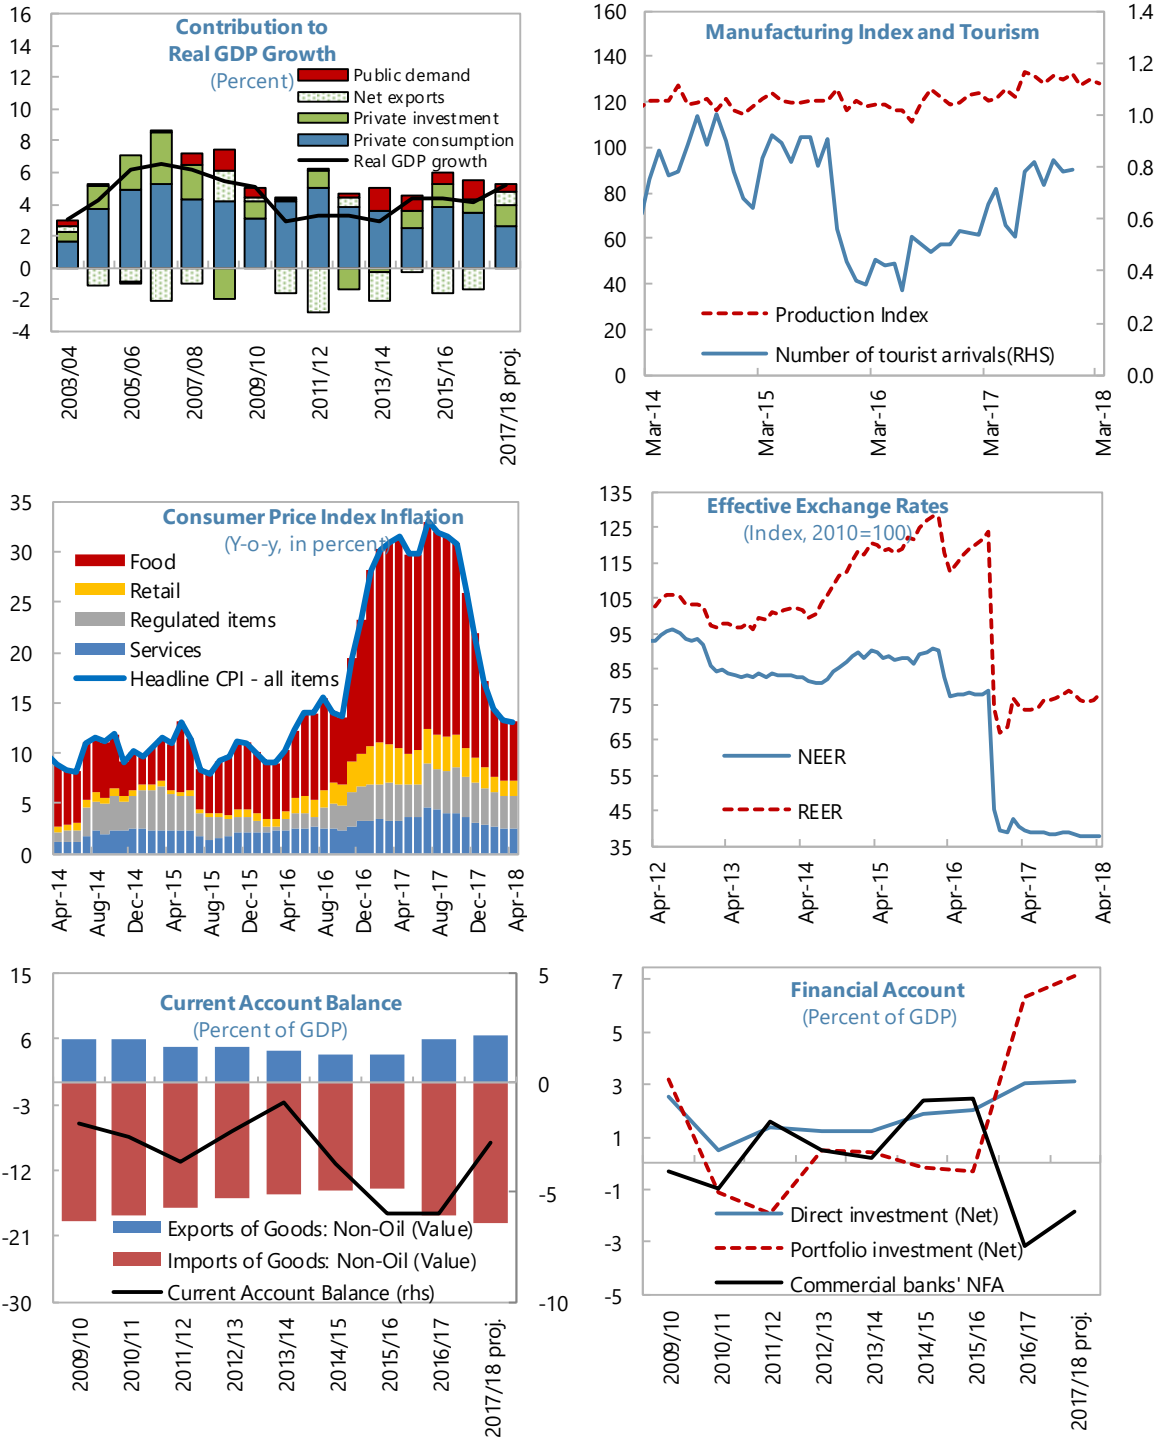 Contribution to
Real GDP Growth
(Percent)
16
14
12
10
8
6
4
2
0
-2
-4
Public demand
Net exports
Private investment
Private consumption
Real GDP growth
2003/04
2005/06
2007/08
2009/10
2011/12
2013/14
2015/16
2017/18 proj.
Manufacturing Index and Tourism
160
140
120
100
80
60
40
20
0
1.4
1.2
1.0
0.8
0.6
0.4
0.2
0.0
Production Index
Number of tourist arrivals(RHS)
Mar-14
Mar-15
Mar-16
Mar-17
Mar-18
Consumer Price Index Inflation
(Y-o-y, in percent)
35
30
25
20
15
10
5
0
Food
Retail
Regulated items
Services
Headline CPI - all items
Apr-14
Aug-14
Dec-14
Apr-15
Aug-15
Dec-15
Apr-16
Aug-16
Dec-16
Apr-17
Aug-17
Dec-17
Apr-18
Effective Exchange Rates
(Index, 2010=100)
135
125
115
105
95
85
75
65
55
45
35
NEER
REER
Apr-12
Apr-13
Apr-14
Apr-15
Apr-16
Apr-17
Apr-18
Current Account Balance
(Percent of GDP)
15
6
-3
-12
-21
-30
5
0
-5
-10
Exports of Goods: Non-Oil (Value)
Imports of Goods: Non-Oil (Value)
Current Account Balance (rhs)
2009/10
2010/11
2011/12
2012/13
2013/14
2014/15
2015/16
2016/17
2017/18 proj.
Financial Account
(Percent of GDP)
7
5
3
1
-1
-3
-5
Direct investment (Net)
Portfolio investment (Net)
Commercial banks' NFA
2009/10
2010/11
2011/12
2012/13
2013/14
2014/15
2015/16
2016/17
2017/18 proj.